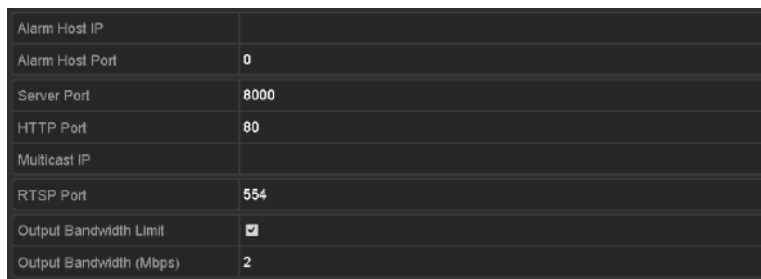 Alarm Host IP
Alarm Host Port 0
Server Port 8000
HTTP Port 80
Multicast IP
RTSP Port 554
Output Bandwidth Limit
Output Bandwidth (Mbps) 2